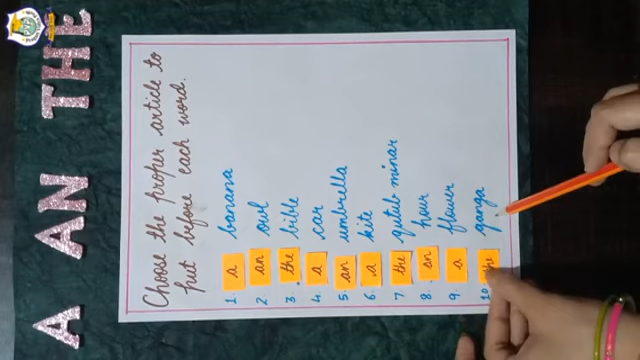 A AN THE
Choose the proper article to
put before each word.
1. a banana
2. an owl
3. the bible
4. a car
5. an umbrella
6. a kite
7. the qutub minar
8. an hour
9. a flower
10. the ganga